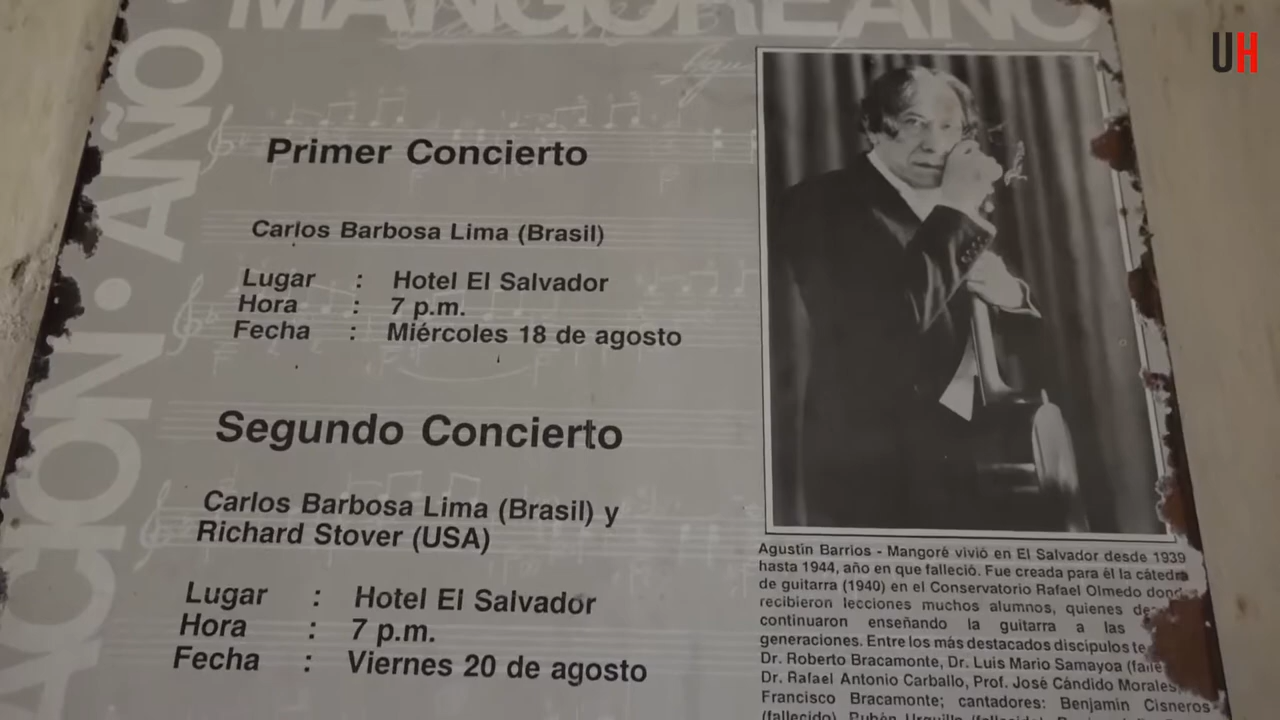 MANGOREANO
UH
ACION · AÑO
Primer Concierto
Carlos Barbosa Lima (Brasil)
Lugar : Hotel El Salvador
Hora : 7 p.m.
Fecha : Miércoles 18 de agosto
Segundo Concierto
Carlos Barbosa Lima (Brasil) y
Richard Stover (USA)
Lugar : Hotel El Salvador
Hora : 7 p.m.
Fecha : Viernes 20 de agosto
Agustín Barrios - Mangoré vivió en El Salvador desde 1939
hasta 1944, año en que falleció. Fue creada para él la cátedra
de guitarra (1940) en el Conservatorio Rafael Olmedo
recibieron lecciones muchos alumnos, quienes
continuaron enseñando la guitarra a las
generaciones. Entre los más destacados discípulos
Dr. Roberto Bracamonte, Dr. Luis Mario Samayoa
Dr. Rafael Antonio Carballo, Prof. José Cándido Morales,
Francisco Bracamonte; cantadores: Benjamín Cisneros
(fallecido), Rubén